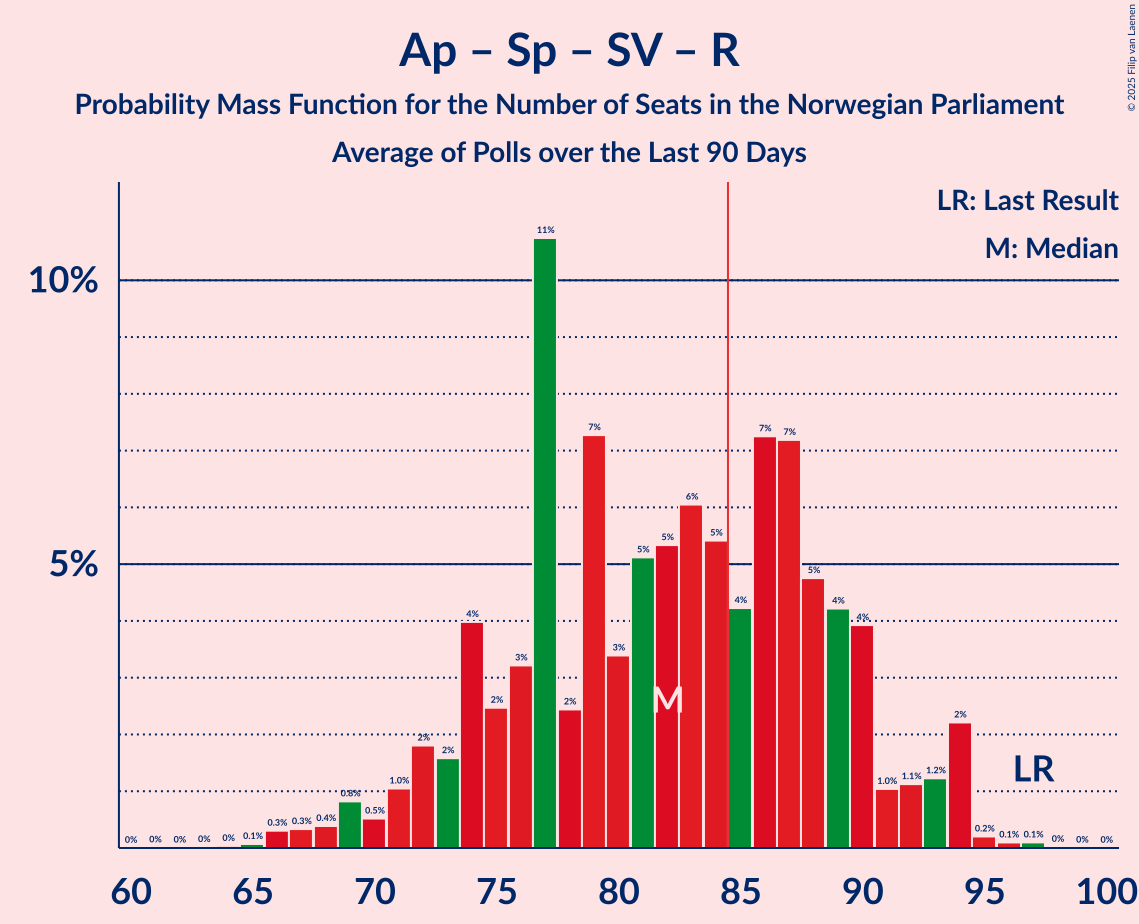 Ap – Sp – SV – R
Probability Mass Function for the Number of Seats in the Norwegian Parliament
Average of Polls over the Last 90 Days
© 2025 Filip van Laenen
LR: Last Result
M: Median
10%
5%
0% 0% 0% 0% 0% 0.1% 0.3% 0.3% 0.4% 0.8% 0.5% 1.0% 2% 2% 4% 2% 3% 11% 2% 7% 3% 5% 5% 6% 5% 4% 7% 7% 5% 4% 4% 1.0% 1.1% 1.2% 2% 0.2% 0.1% 0.1% 0% 0% 0%
M
LR
60 65 70 75 80 85 90 95 100